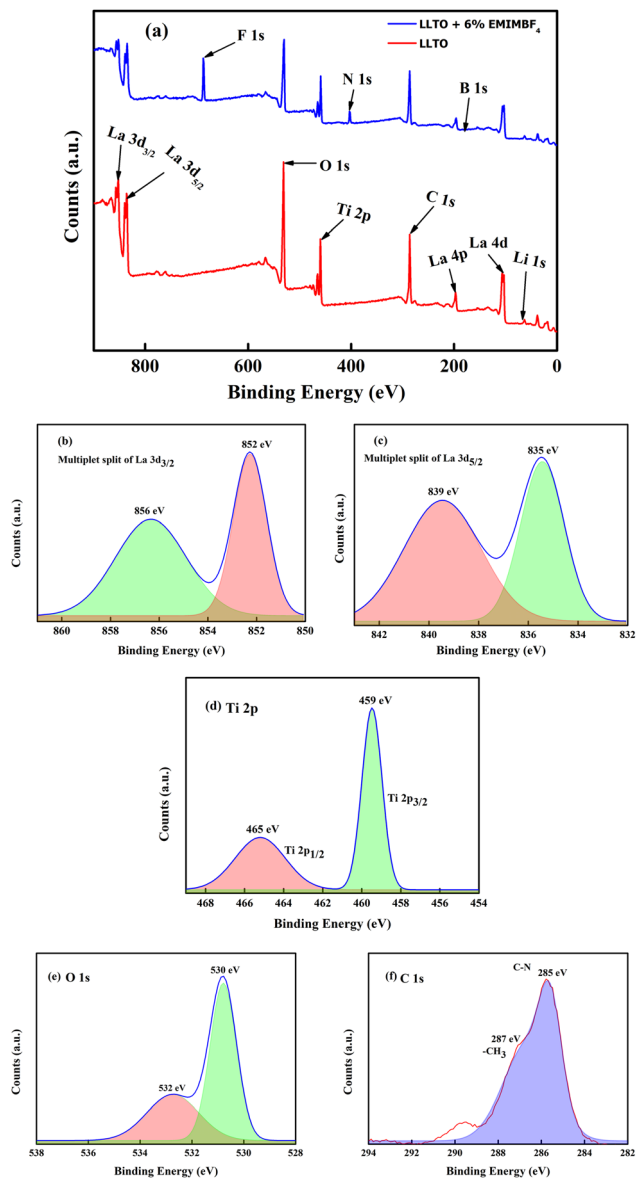 (a)
LLTO + 6% EMIMBF4
LLTO
F 1s
N 1s
B 1s
La 3d3/2
La 3d5/2
O 1s
Ti 2p
C 1s
La 4p
La 4d
Li 1s
Counts (a.u.)
800 600 400 200 0
Binding Energy (eV)
(b)
Multiplet split of La 3d3/2
852 eV
856 eV
Counts (a.u.)
860 858 856 854 852 850
Binding Energy (eV)
(c)
Multiplet split of La 3d5/2
835 eV
839 eV
Counts (a.u.)
842 840 838 836 834 832
Binding Energy (eV)
(d) Ti 2p
459 eV
Ti 2p3/2
465 eV
Ti 2p1/2
Counts (a.u.)
468 466 464 462 460 458 456 454
Binding Energy (eV)
(e) O 1s
530 eV
532 eV
Counts (a.u.)
538 536 534 532 530 528
Binding Energy (eV)
(f) C 1s
C-N
285 eV
287 eV
-CH3
Counts (a.u.)
294 292 290 288 286 284 282
Binding Energy (eV)